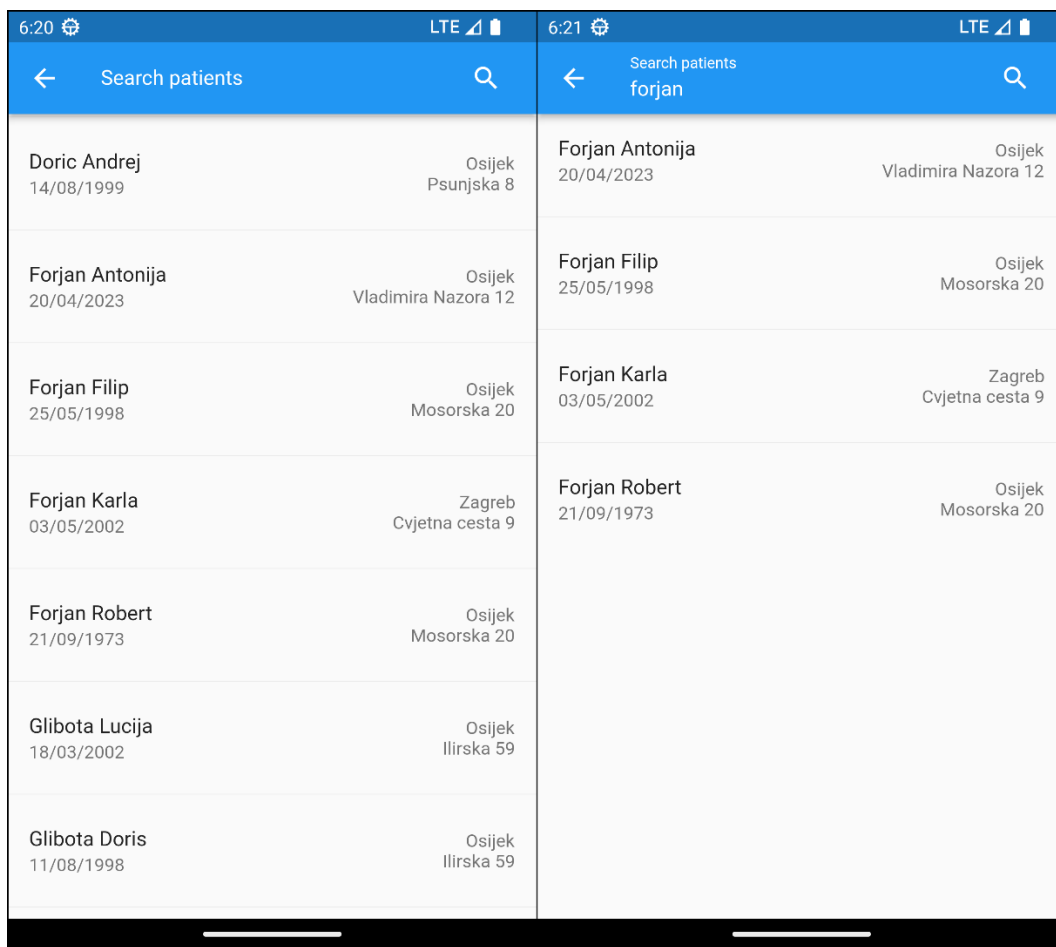 6:20 LTE
Search patients
Doric Andrej
14/08/1999
Osijek
Psunjska 8
Forjan Antonija
20/04/2023
Osijek
Vladimira Nazora 12
Forjan Filip
25/05/1998
Osijek
Mosorska 20
Forjan Karla
03/05/2002
Zagreb
Cvjetna cesta 9
Forjan Robert
21/09/1973
Osijek
Mosorska 20
Glibota Lucija
18/03/2002
Osijek
Ilirska 59
Glibota Doris
11/08/1998
Osijek
Ilirska 59
6:21 LTE
Search patients
forjan
Forjan Antonija
20/04/2023
Osijek
Vladimira Nazora 12
Forjan Filip
25/05/1998
Osijek
Mosorska 20
Forjan Karla
03/05/2002
Zagreb
Cvjetna cesta 9
Forjan Robert
21/09/1973
Osijek
Mosorska 20